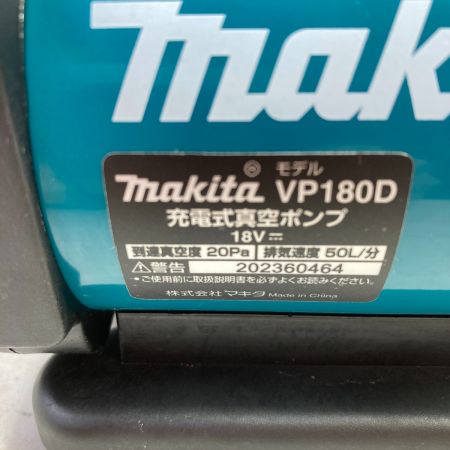 Mak
モデル
makita VP180D
充電式真空ポンプ
18V⎓
到達真空度 20Pa 排気速度 50L/分
⚠警告 202360464
・ご使用前に取扱説明書を必ずよくお読みください。
株式会社マキタ Made in China